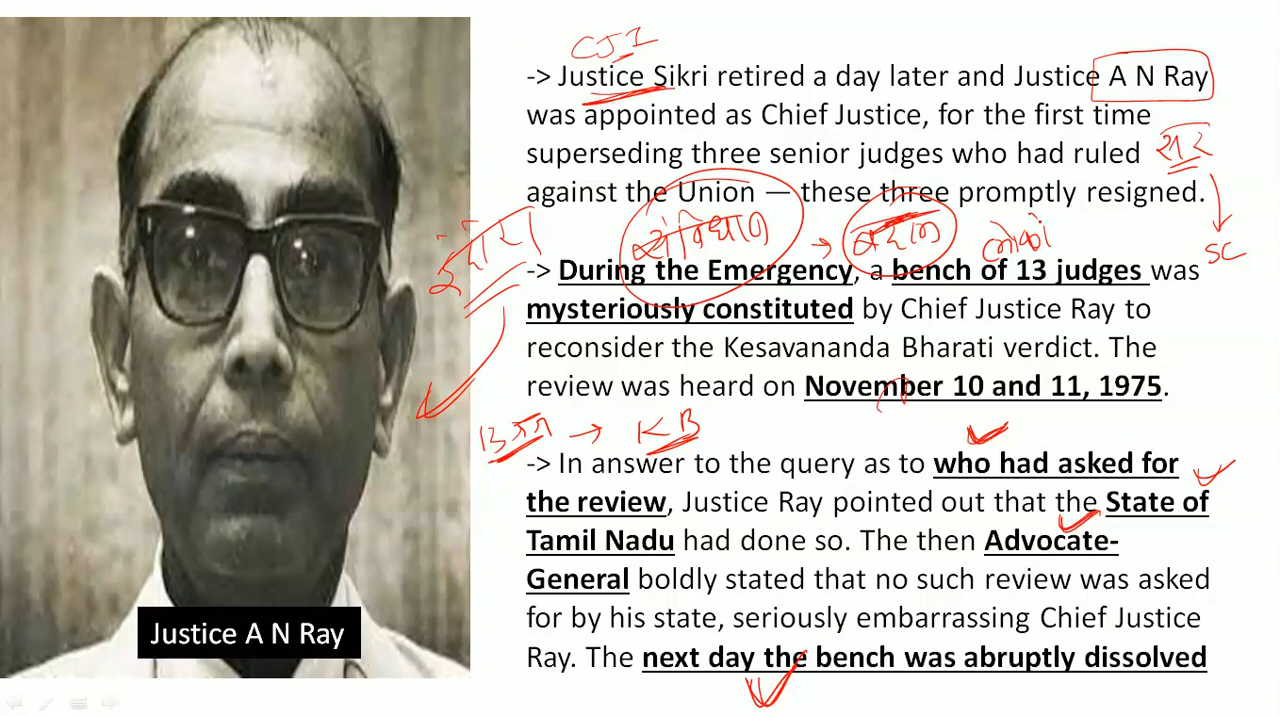 CJI
-> Justice Sikri retired a day later and Justice A N Ray
was appointed as Chief Justice, for the first time
superseding three senior judges who had ruled
against the Union — these three promptly resigned.
संविधान →
SC
-> During the Emergency, a bench of 13 judges was
mysteriously constituted by Chief Justice Ray to
reconsider the Kesavananda Bharati verdict. The
review was heard on November 10 and 11, 1975.
13 जज → KB
-> In answer to the query as to who had asked for
the review, Justice Ray pointed out that the State of
Tamil Nadu had done so. The then Advocate-
General boldly stated that no such review was asked
for by his state, seriously embarrassing Chief Justice
Ray. The next day the bench was abruptly dissolved
Justice A N Ray